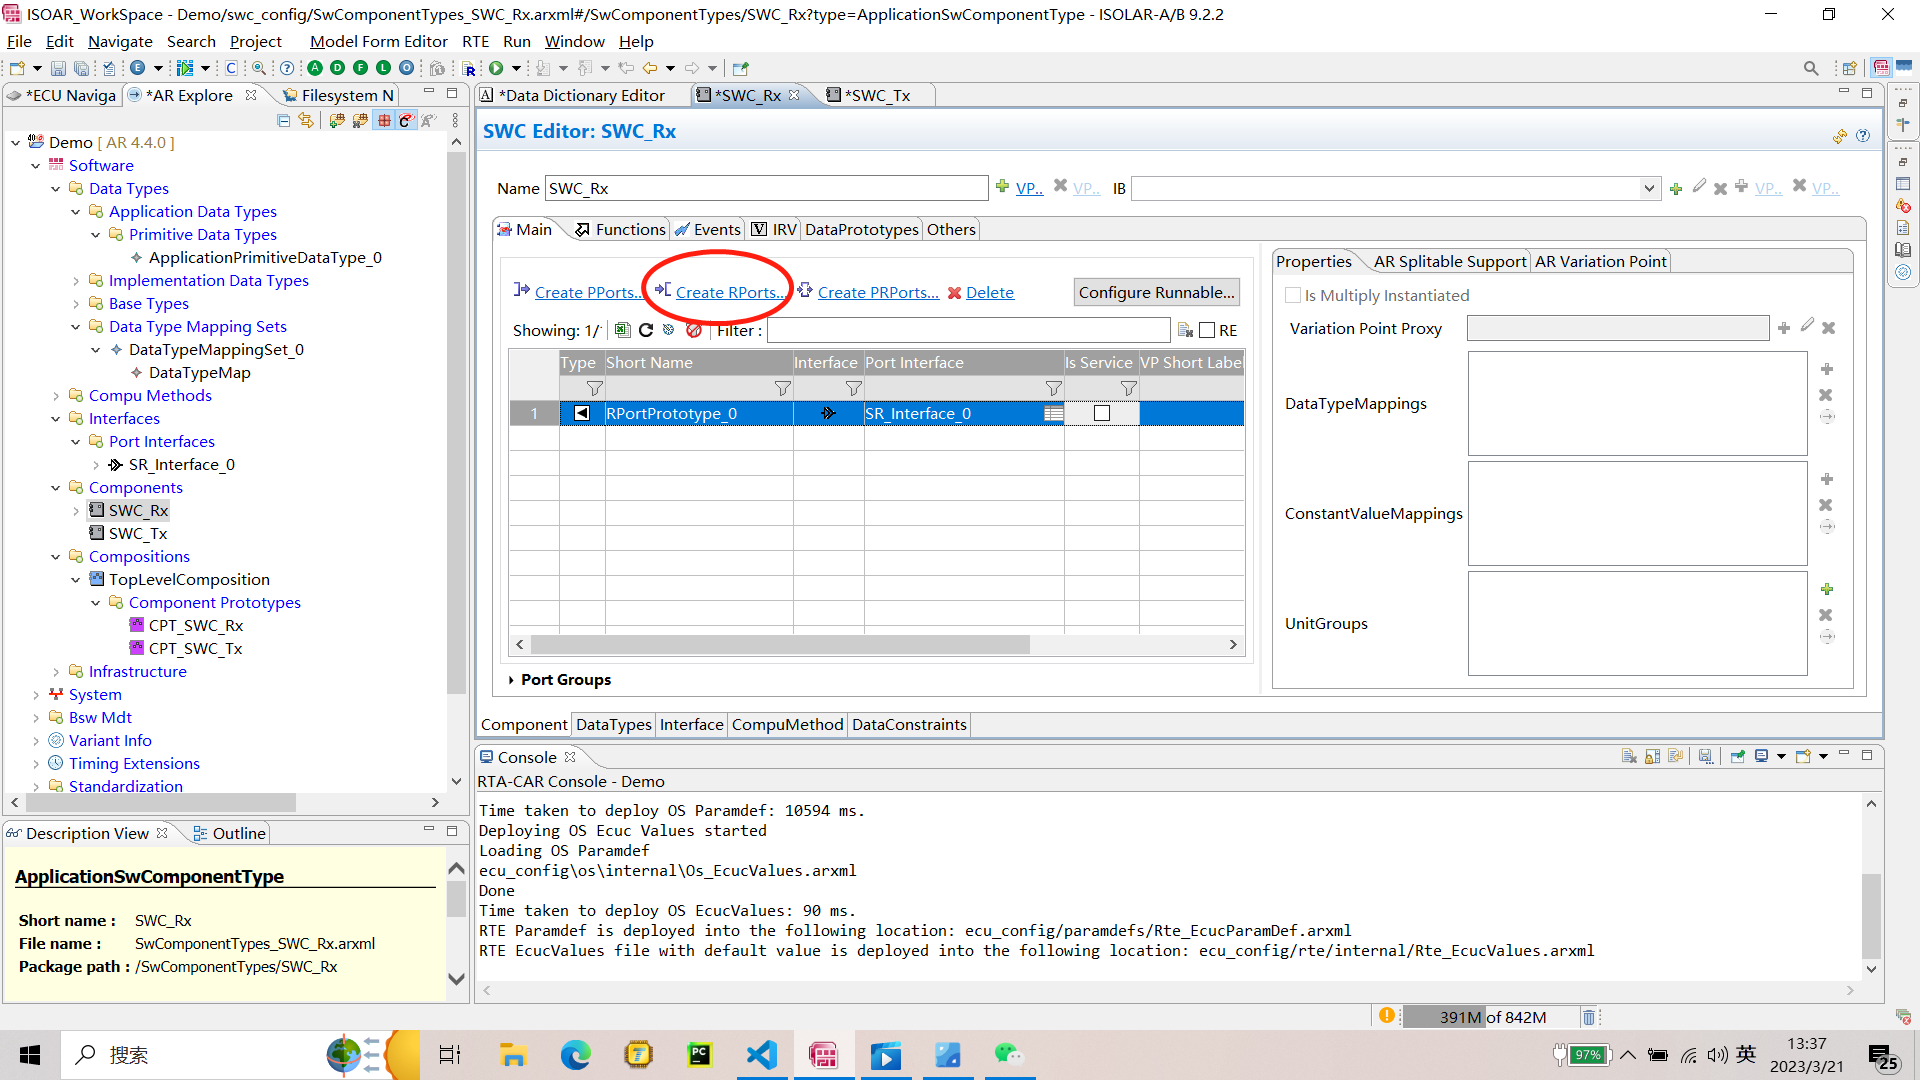 ISOAR_WorkSpace - Demo/swc_config/SwComponentTypes_SWC_Rx.arxml#/SwComponentTypes/SWC_Rx?type=ApplicationSwComponentType - ISOLAR-A/B 9.2.2
File Edit Navigate Search Project Model Form Editor RTE Run Window Help
*ECU Naviga *AR Explore Filesystem N
*Data Dictionary Editor *SWC_Rx *SWC_Tx
Demo [ AR 4.4.0 ]
Software
Data Types
Application Data Types
Primitive Data Types
ApplicationPrimitiveDataType_0
Implementation Data Types
Base Types
Data Type Mapping Sets
DataTypeMappingSet_0
DataTypeMap
Compu Methods
Interfaces
Port Interfaces
SR_Interface_0
Components
SWC_Rx
SWC_Tx
Compositions
TopLevelComposition
Component Prototypes
CPT_SWC_Rx
CPT_SWC_Tx
Infrastructure
System
Bsw Mdt
Variant Info
Timing Extensions
Standardization
SWC Editor: SWC_Rx
Name SWC_Rx VP.. VP.. IB VP.. VP..
Main Functions Events IRV DataPrototypes Others
Create PPorts... Create RPorts... Create PRPorts... Delete Configure Runnable...
Showing: 1/ Filter : RE
Type Short Name Interface Port Interface Is Service VP Short Label
1 RPortPrototype_0 SR_Interface_0
Port Groups
Properties AR Splitable Support AR Variation Point
Is Multiply Instantiated
Variation Point Proxy
DataTypeMappings
ConstantValueMappings
UnitGroups
Component DataTypes Interface CompuMethod DataConstraints
Console
RTA-CAR Console - Demo
Time taken to deploy OS Paramdef: 10594 ms.
Deploying OS Ecuc Values started
Loading OS Paramdef
ecu_config\os\internal\Os_EcucValues.arxml
Done
Time taken to deploy OS EcucValues: 90 ms.
RTE Paramdef is deployed into the following location: ecu_config/paramdefs/Rte_EcucParamDef.arxml
RTE EcucValues file with default value is deployed into the following location: ecu_config/rte/internal/Rte_EcucValues.arxml
Description View Outline
ApplicationSwComponentType
Short name : SWC_Rx
File name : SwComponentTypes_SWC_Rx.arxml
Package path : /SwComponentTypes/SWC_Rx
391M of 842M
搜索
97% 英 13:37
2023/3/21
25